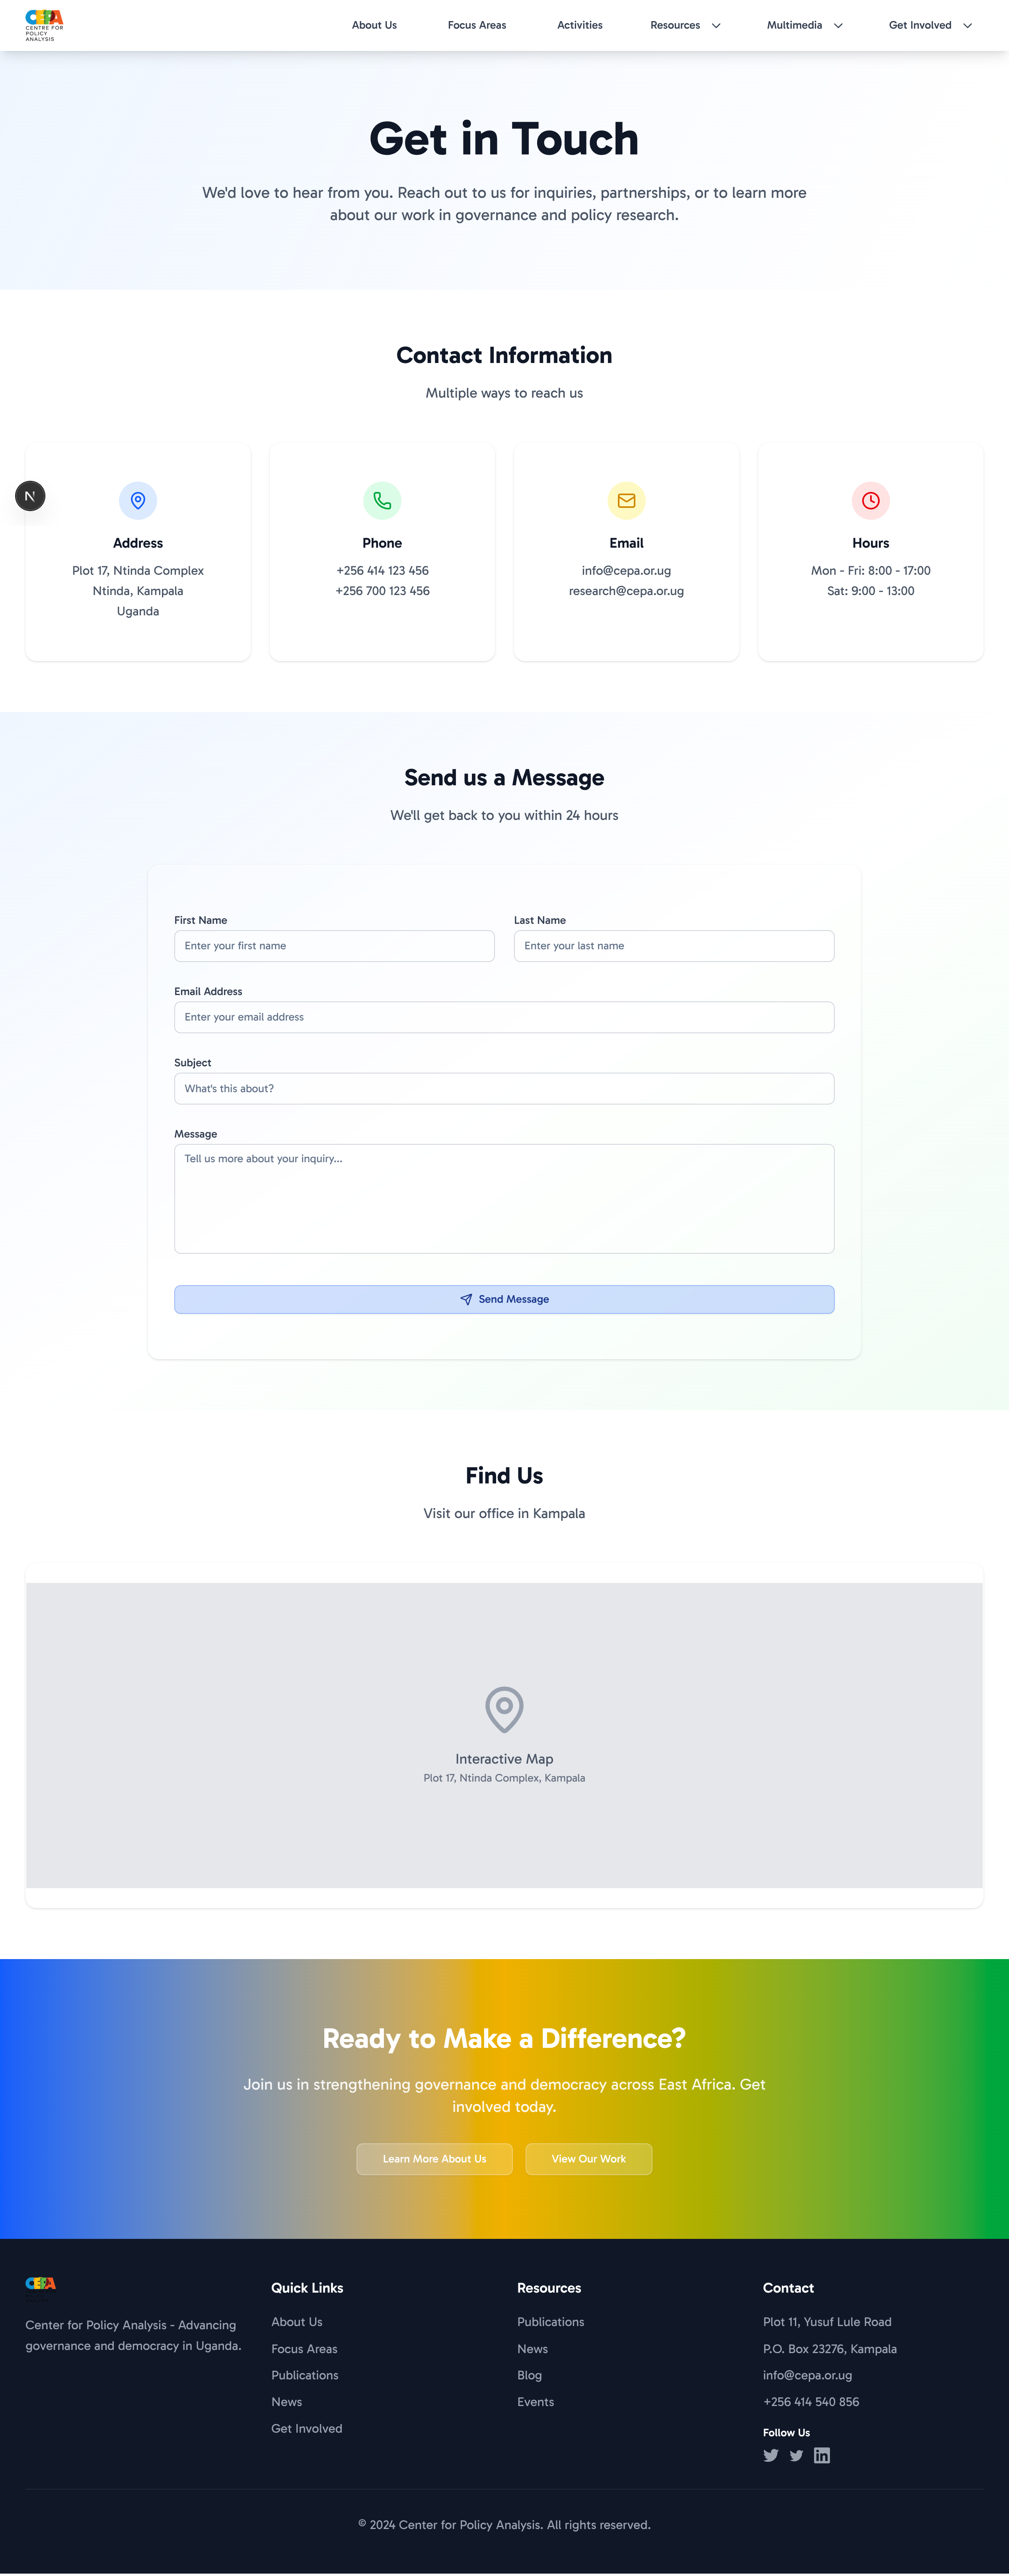 CEPA
CENTRE FOR
POLICY
ANALYSIS
About Us
Focus Areas
Activities
Resources
Multimedia
Get Involved
Get in Touch
We'd love to hear from you. Reach out to us for inquiries, partnerships, or to learn more
about our work in governance and policy research.
Contact Information
Multiple ways to reach us
N
Address
Plot 17, Ntinda Complex
Ntinda, Kampala
Uganda
Phone
+256 414 123 456
+256 700 123 456
Email
info@cepa.or.ug
research@cepa.or.ug
Hours
Mon - Fri: 8:00 - 17:00
Sat: 9:00 - 13:00
Send us a Message
We'll get back to you within 24 hours
First Name
Enter your first name
Last Name
Enter your last name
Email Address
Enter your email address
Subject
What's this about?
Message
Tell us more about your inquiry...
Send Message
Find Us
Visit our office in Kampala
Interactive Map
Plot 17, Ntinda Complex, Kampala
Ready to Make a Difference?
Join us in strengthening governance and democracy across East Africa. Get
involved today.
Learn More About Us
View Our Work
CEPA
Center for Policy Analysis - Advancing
governance and democracy in Uganda.
Quick Links
About Us
Focus Areas
Publications
News
Get Involved
Resources
Publications
News
Blog
Events
Contact
Plot 11, Yusuf Lule Road
P.O. Box 23276, Kampala
info@cepa.or.ug
+256 414 540 856
Follow Us
© 2024 Center for Policy Analysis. All rights reserved.